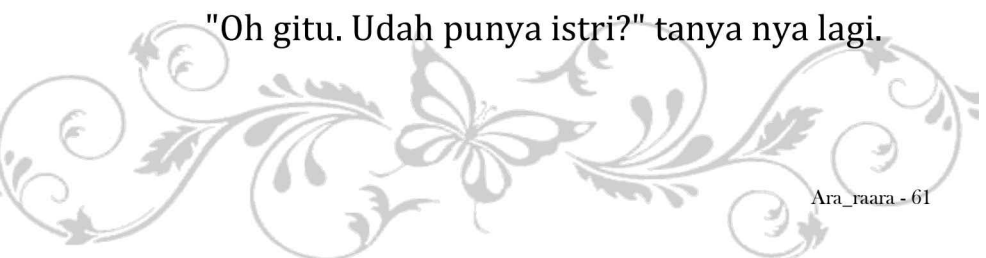 "Oh gitu. Udah punya istri?" tanya nya lagi.
Ara_raara - 61